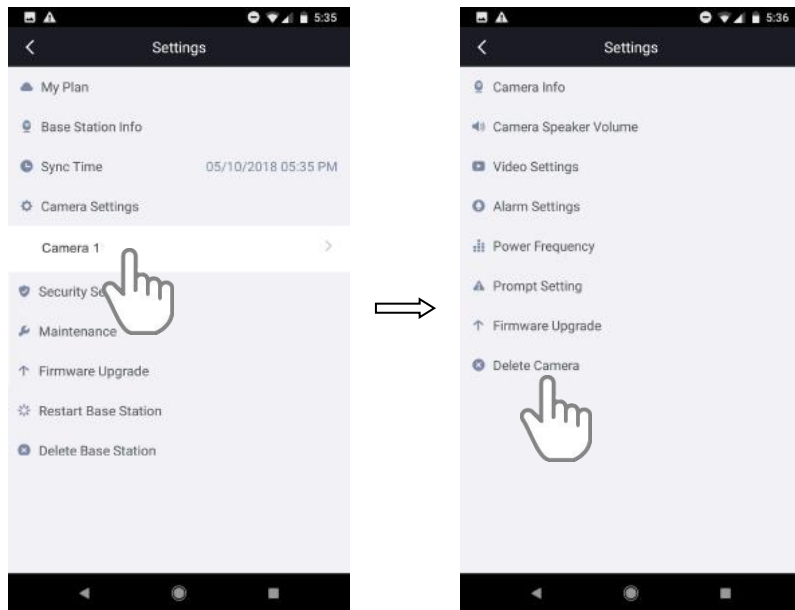 5:35
Settings
My Plan
Base Station Info
Sync Time 05/10/2018 05:35 PM
Camera Settings
Camera 1
Security Se
Maintenance
Firmware Upgrade
Restart Base Station
Delete Base Station
5:36
Settings
Camera Info
Camera Speaker Volume
Video Settings
Alarm Settings
Power Frequency
Prompt Setting
Firmware Upgrade
Delete Camera